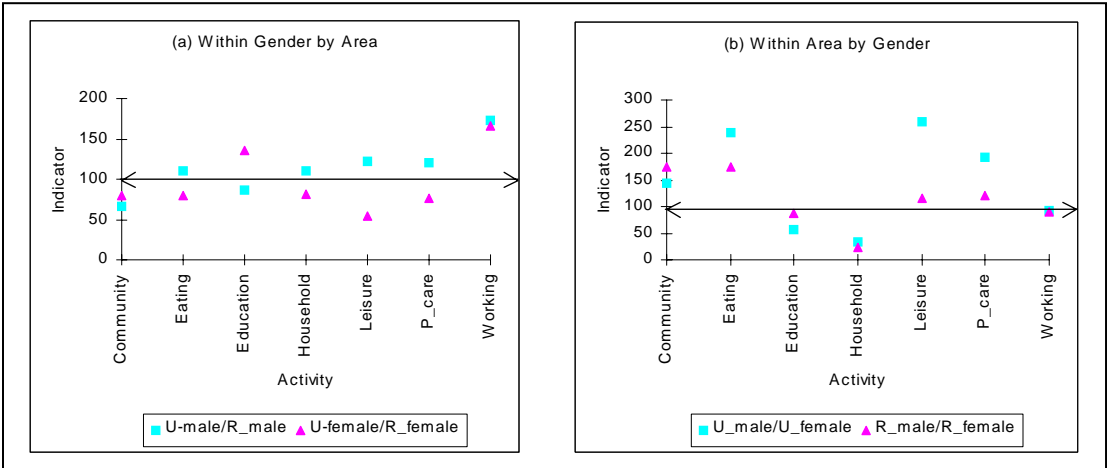 (a) Within Gender by Area
200
150
100
50
0
Indicator
Community
Eating
Education
Household
Leisure
P_care
Working
Activity
U-male/R_male U-female/R_female
(b) Within Area by Gender
300
250
200
150
100
50
0
Indicator
Community
Eating
Education
Household
Leisure
P_care
Working
Activity
U_male/U_female R_male/R_female